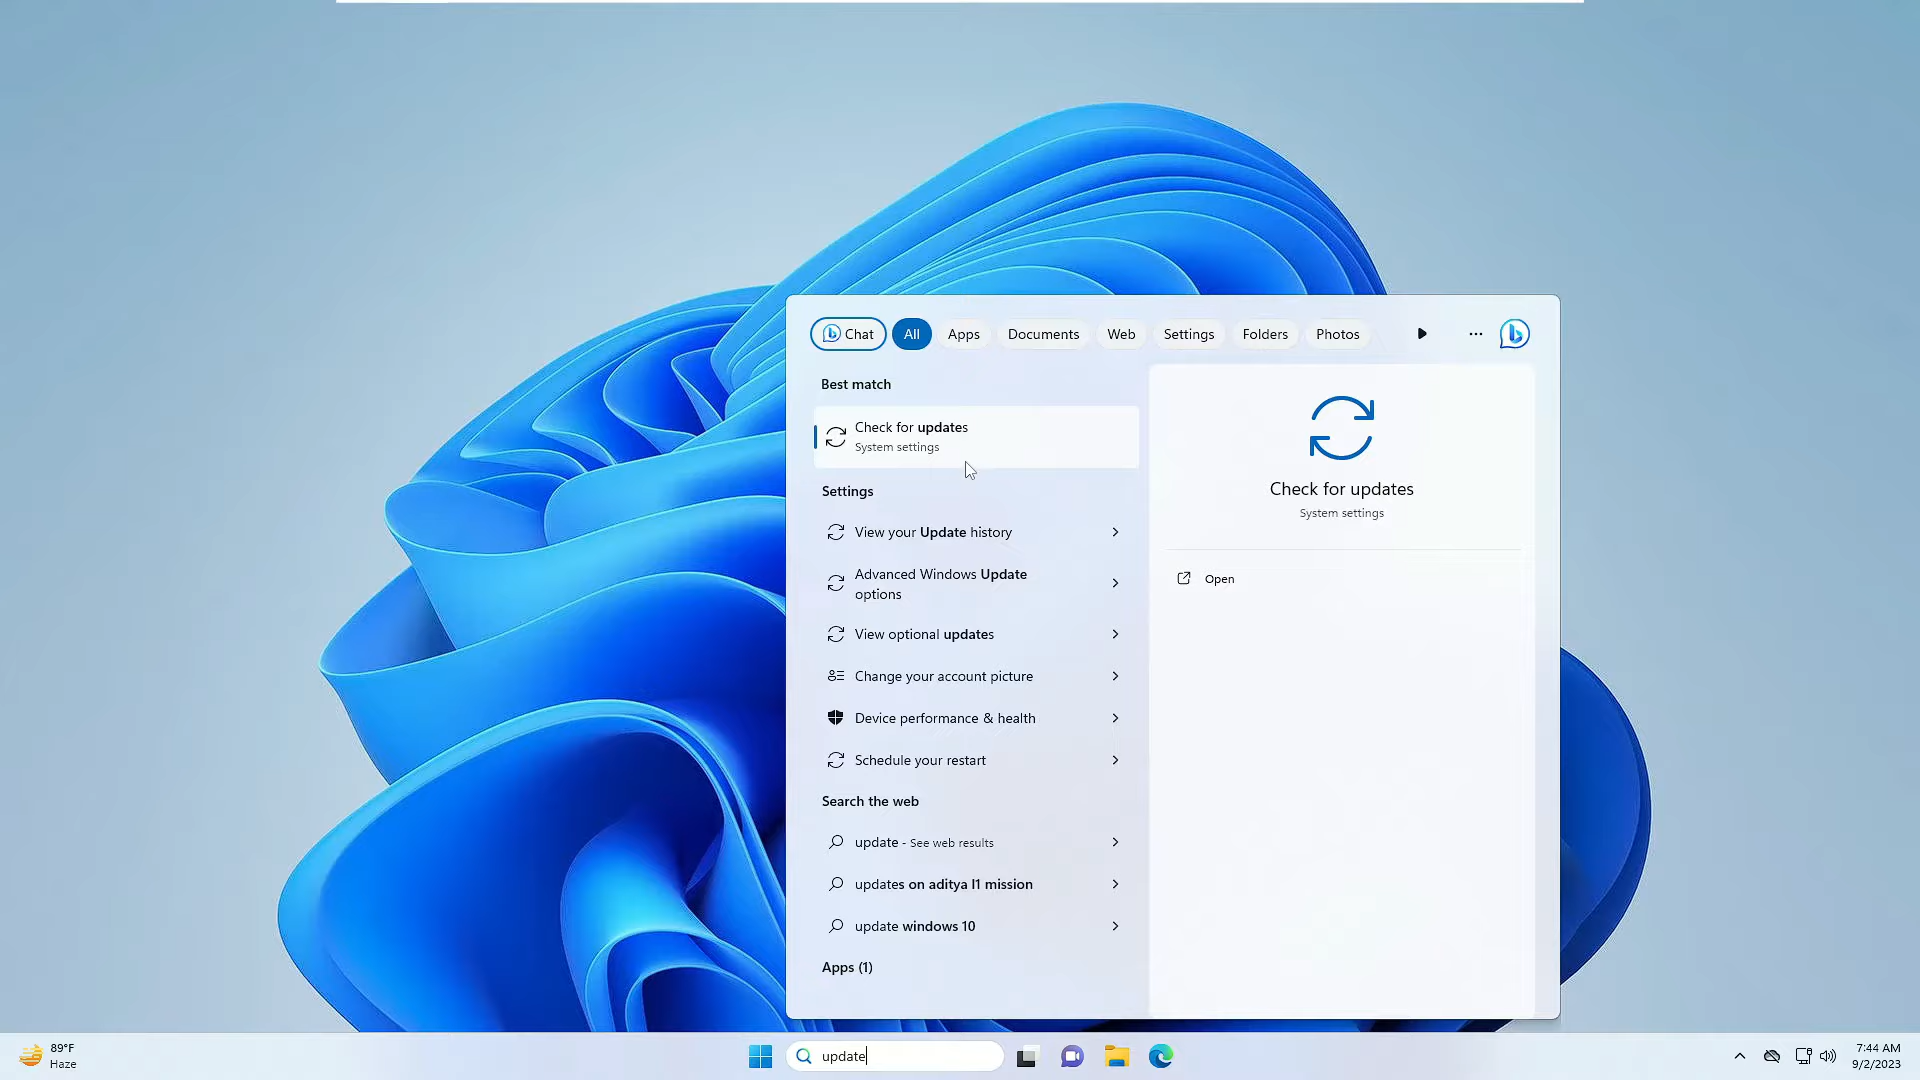 Chat All Apps Documents Web Settings Folders Photos
Best match
Check for updates
System settings
Settings
View your Update history
Advanced Windows Update
options
View optional updates
Change your account picture
Device performance & health
Schedule your restart
Search the web
update - See web results
updates on aditya l1 mission
update windows 10
Apps (1)
Check for updates
System settings
Open
89°F
Haze
update
7:44 AM
9/2/2023